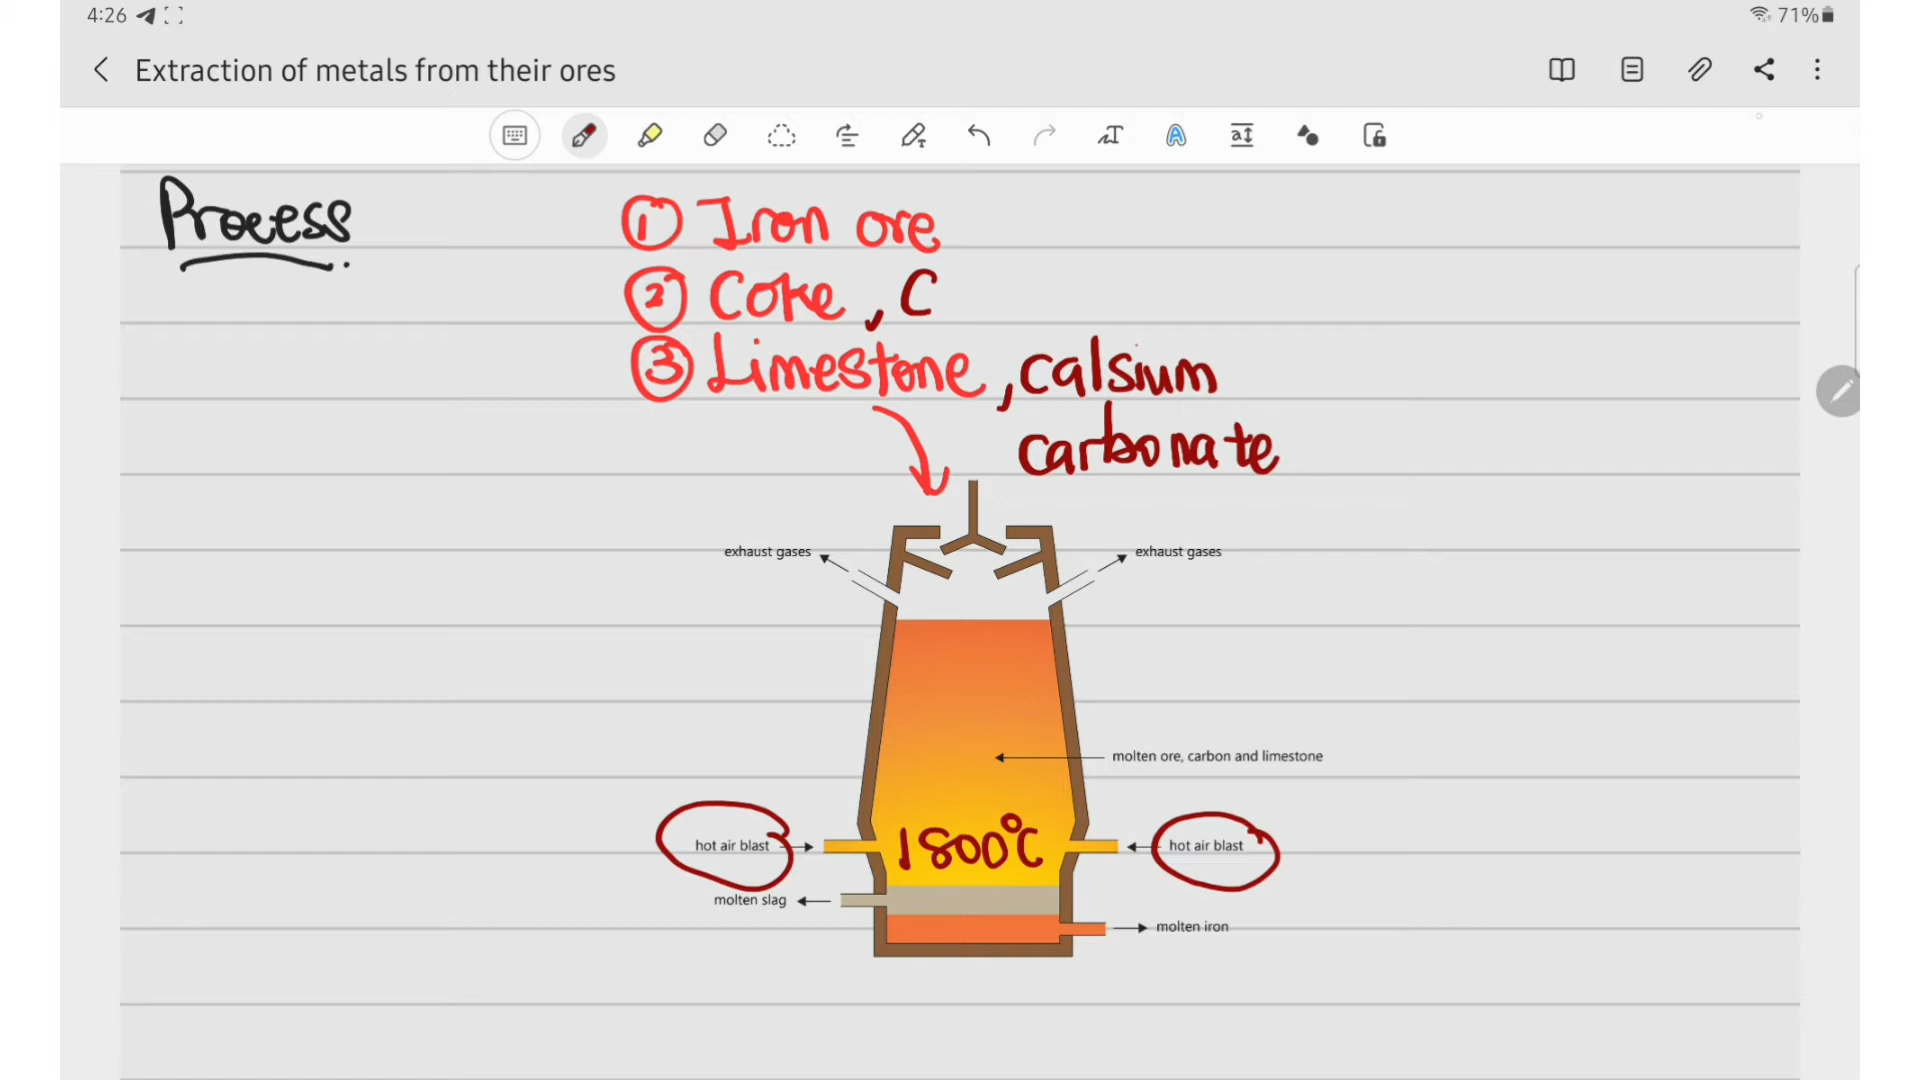 4:26
71%
Extraction of metals from their ores
Process
① Iron ore
② Coke, C
③ Limestone, calsium
carbonate
exhaust gases
exhaust gases
molten ore, carbon and limestone
hot air blast
1800°C
hot air blast
molten slag
molten iron